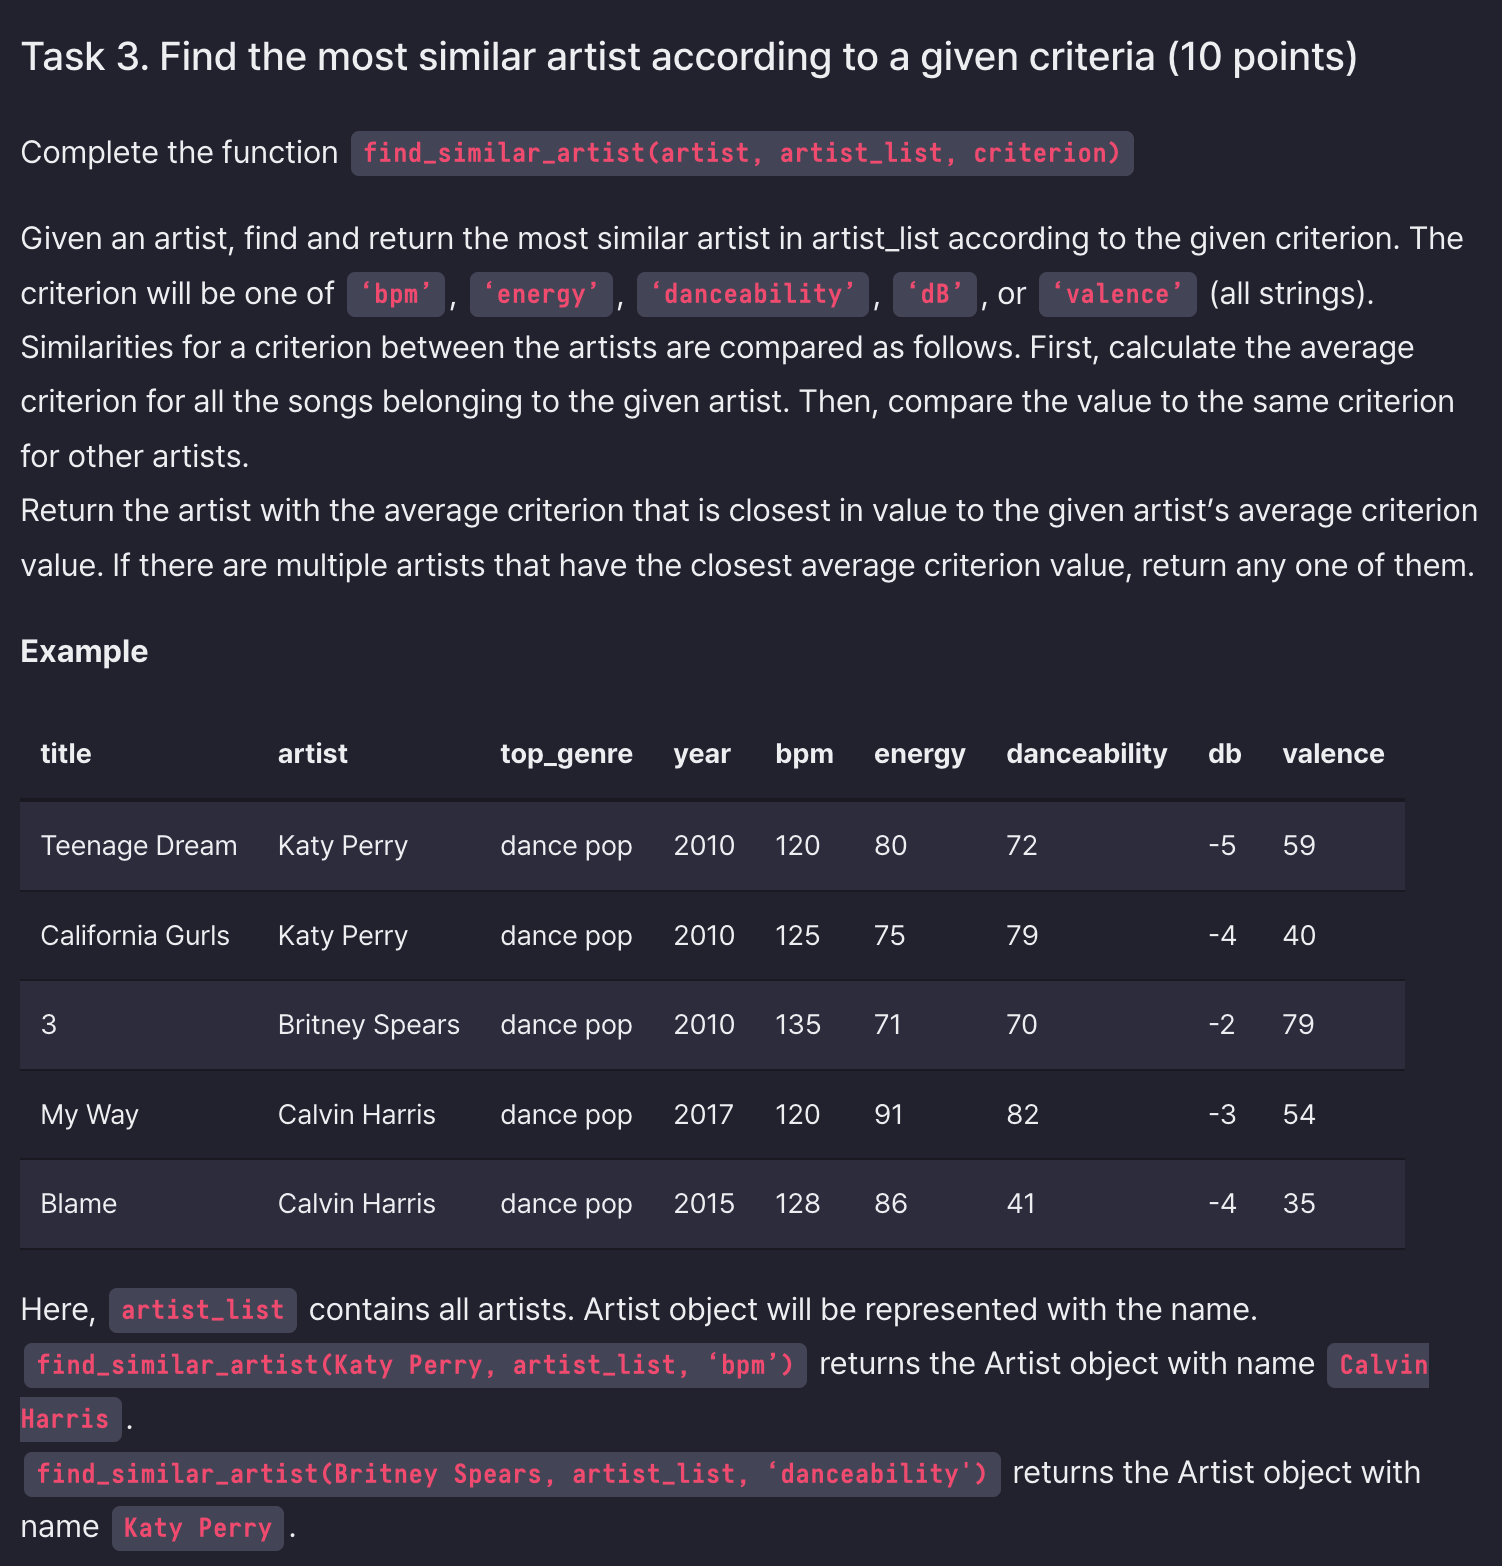 Task 3. Find the most similar artist according to a given criteria (10 points)
Complete the function find_similar_artist(artist, artist_list, criterion)
Given an artist, find and return the most similar artist in artist_list according to the given criterion. The
criterion will be one of ‘bpm’ , ‘energy’ , ‘danceability’ , ‘dB’ , or ‘valence’ (all strings).
Similarities for a criterion between the artists are compared as follows. First, calculate the average
criterion for all the songs belonging to the given artist. Then, compare the value to the same criterion
for other artists.
Return the artist with the average criterion that is closest in value to the given artist’s average criterion
value. If there are multiple artists that have the closest average criterion value, return any one of them.
Example
title artist top_genre year bpm energy danceability db valence
Teenage Dream Katy Perry dance pop 2010 120 80 72 -5 59
California Gurls Katy Perry dance pop 2010 125 75 79 -4 40
3 Britney Spears dance pop 2010 135 71 70 -2 79
My Way Calvin Harris dance pop 2017 120 91 82 -3 54
Blame Calvin Harris dance pop 2015 128 86 41 -4 35
Here, artist_list contains all artists. Artist object will be represented with the name.
find_similar_artist(Katy Perry, artist_list, ‘bpm’) returns the Artist object with name Calvin
Harris .
find_similar_artist(Britney Spears, artist_list, ‘danceability') returns the Artist object with
name Katy Perry .